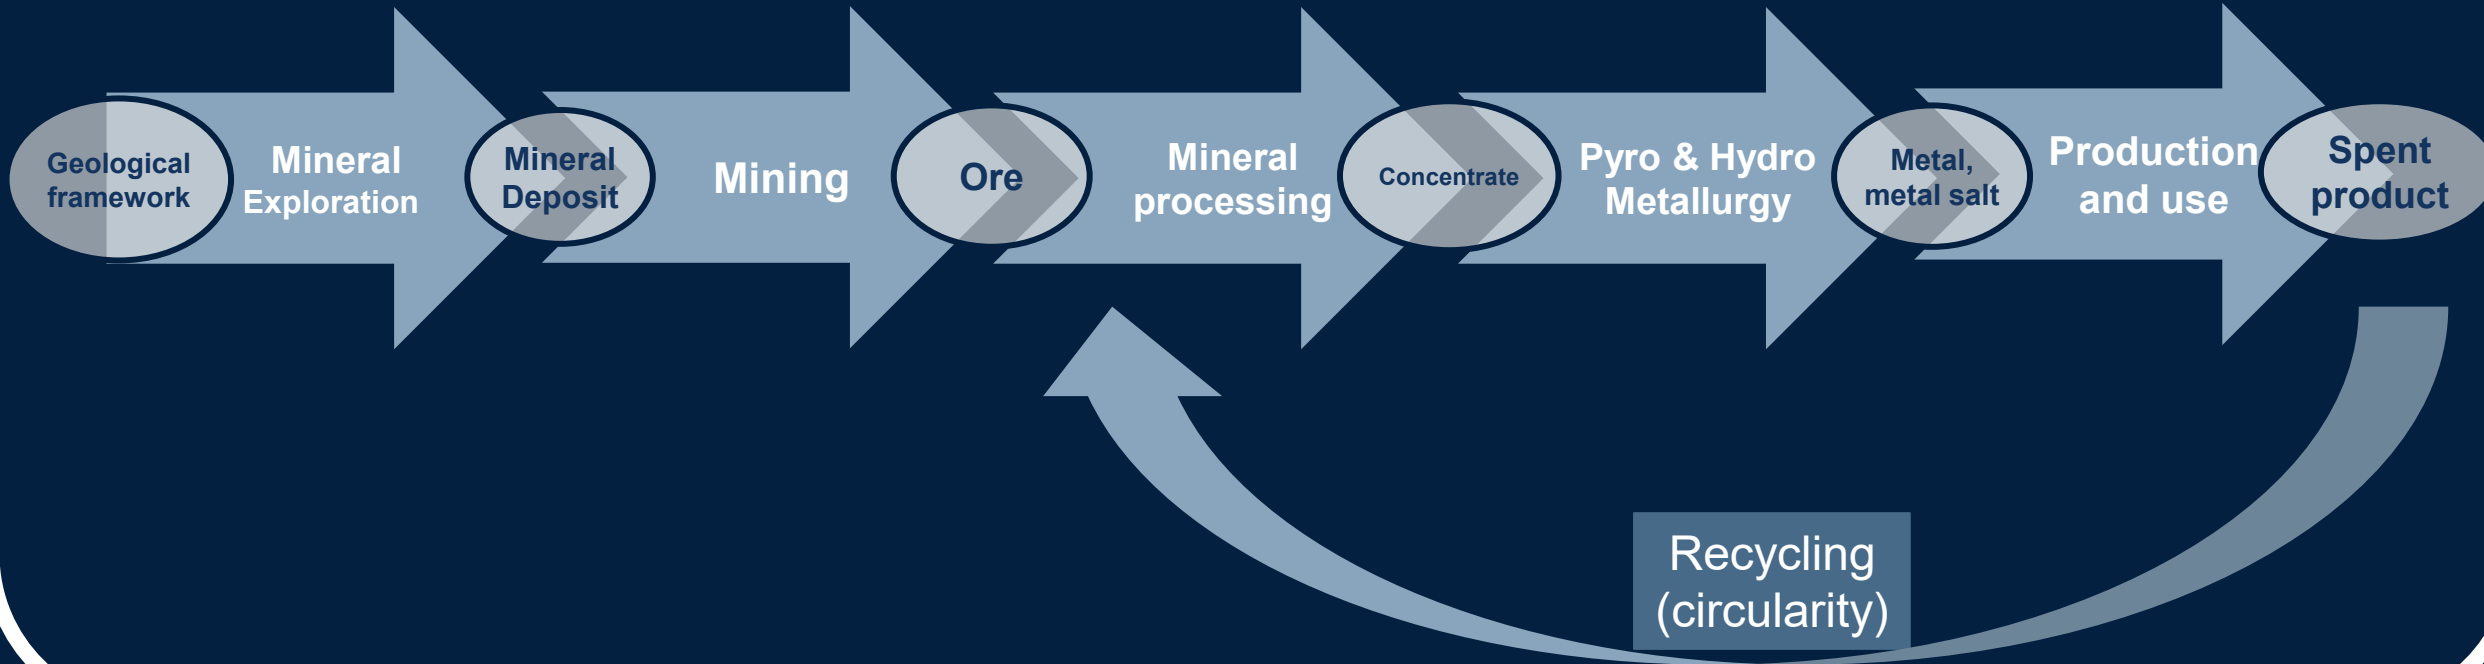 Geological
framework
Mineral
Exploration
Mineral
Deposit
Mining
Ore
Mineral
processing
Concentrate
Pyro & Hydro
Metallurgy
Metal,
metal salt
Production
and use
Spent
product
Recycling
(circularity)